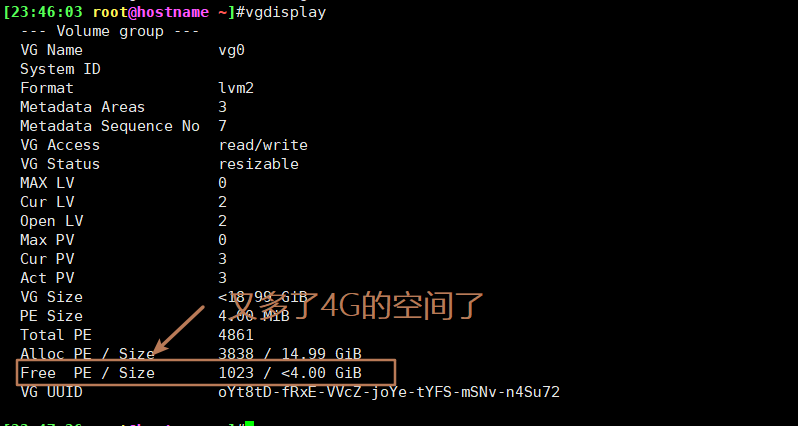 [23:46:03 root@hostname ~]#vgdisplay
--- Volume group ---
VG Name vg0
System ID
Format lvm2
Metadata Areas 3
Metadata Sequence No 7
VG Access read/write
VG Status resizable
MAX LV 0
Cur LV 2
Open LV 2
Max PV 0
Cur PV 3
Act PV 3
VG Size <18.99 GiB
又多了4G的空间了
PE Size 4.00 MiB
Total PE 4861
Alloc PE / Size 3838 / 14.99 GiB
Free PE / Size 1023 / <4.00 GiB
VG UUID oYt8tD-fRxE-VVcZ-joYe-tYFS-mSNv-n4Su72